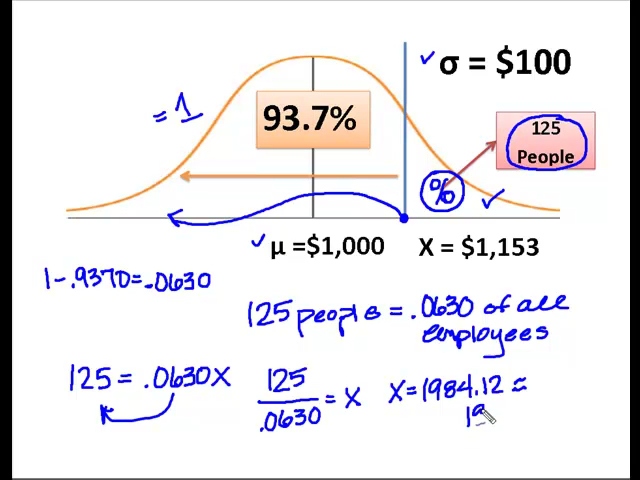 σ = $100
= 1
93.7%
125
People
%
μ =$1,000
X = $1,153
1-.9370=.0630
125 people = .0630 of all
employees
125 = .0630X
125
.0630
= X
X=1984.12 ≈